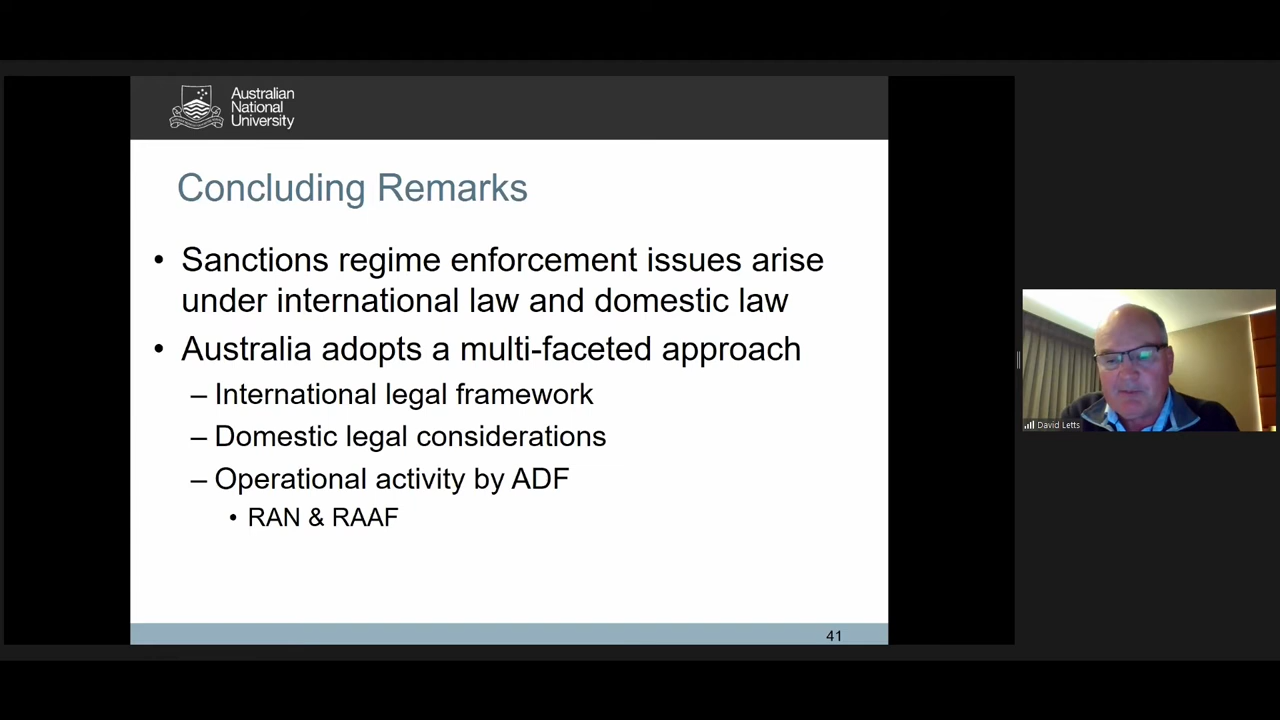 Australian
National
University
Concluding Remarks
• Sanctions regime enforcement issues arise
under international law and domestic law
• Australia adopts a multi-faceted approach
– International legal framework
– Domestic legal considerations
– Operational activity by ADF
• RAN & RAAF
41
David Letts